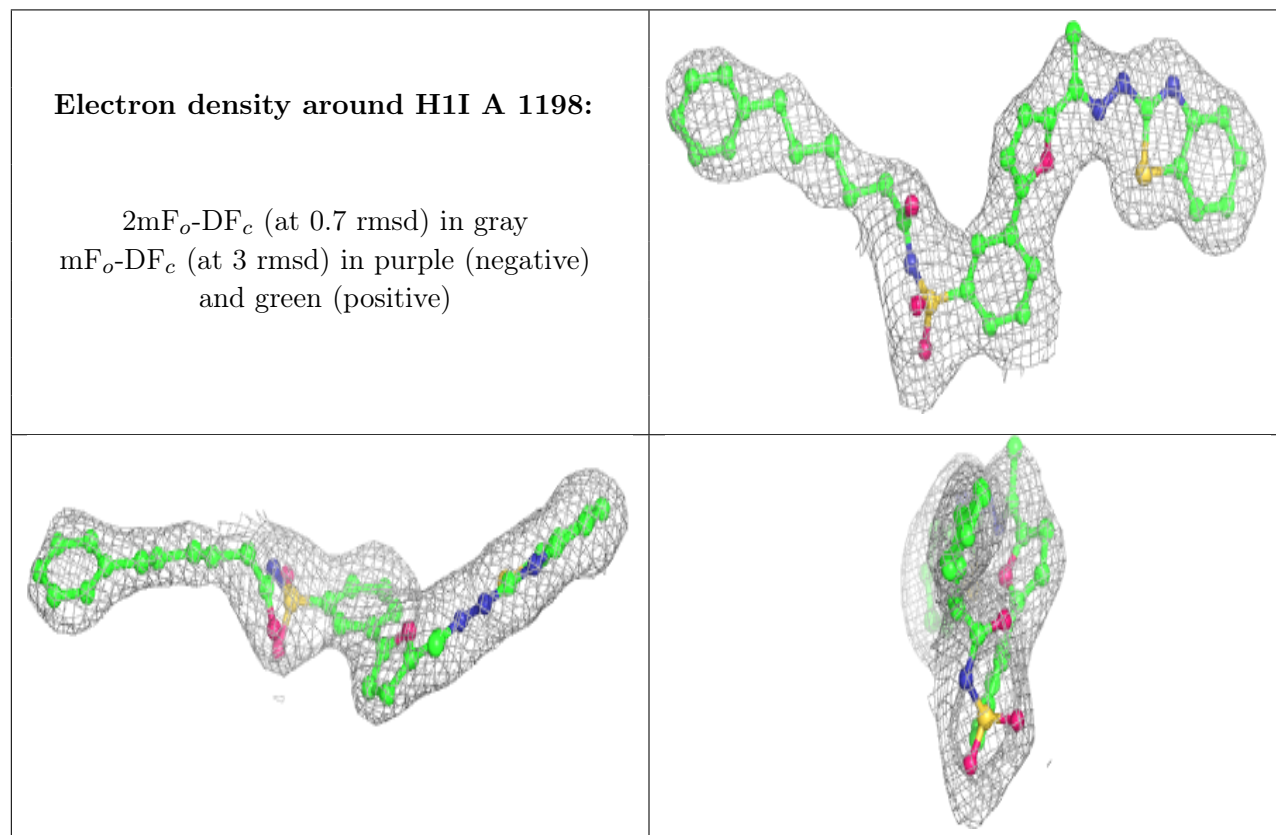 Electron density around H1I A 1198:
2mFo-DFc (at 0.7 rmsd) in gray
mFo-DFc (at 3 rmsd) in purple (negative)
and green (positive)